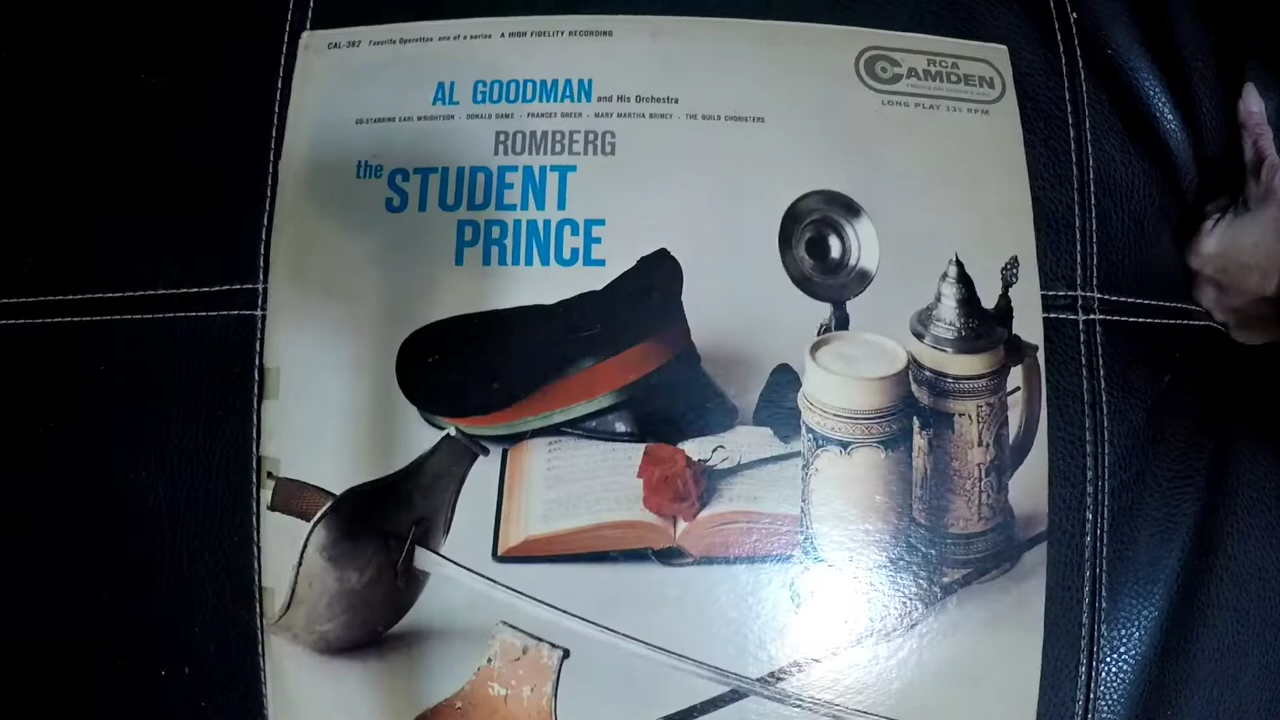 CAL-382 Favorite Operettas: one of a series A HIGH FIDELITY RECORDING
RCA
CAMDEN
LONG PLAY 33⅓ RPM
AL GOODMAN and His Orchestra
CO-STARRING EARL WRIGHTSON · DONALD DAME · FRANCES GREER · MARY MARTHA BRINEY · THE GUILD CHORISTERS
ROMBERG
the STUDENT
PRINCE